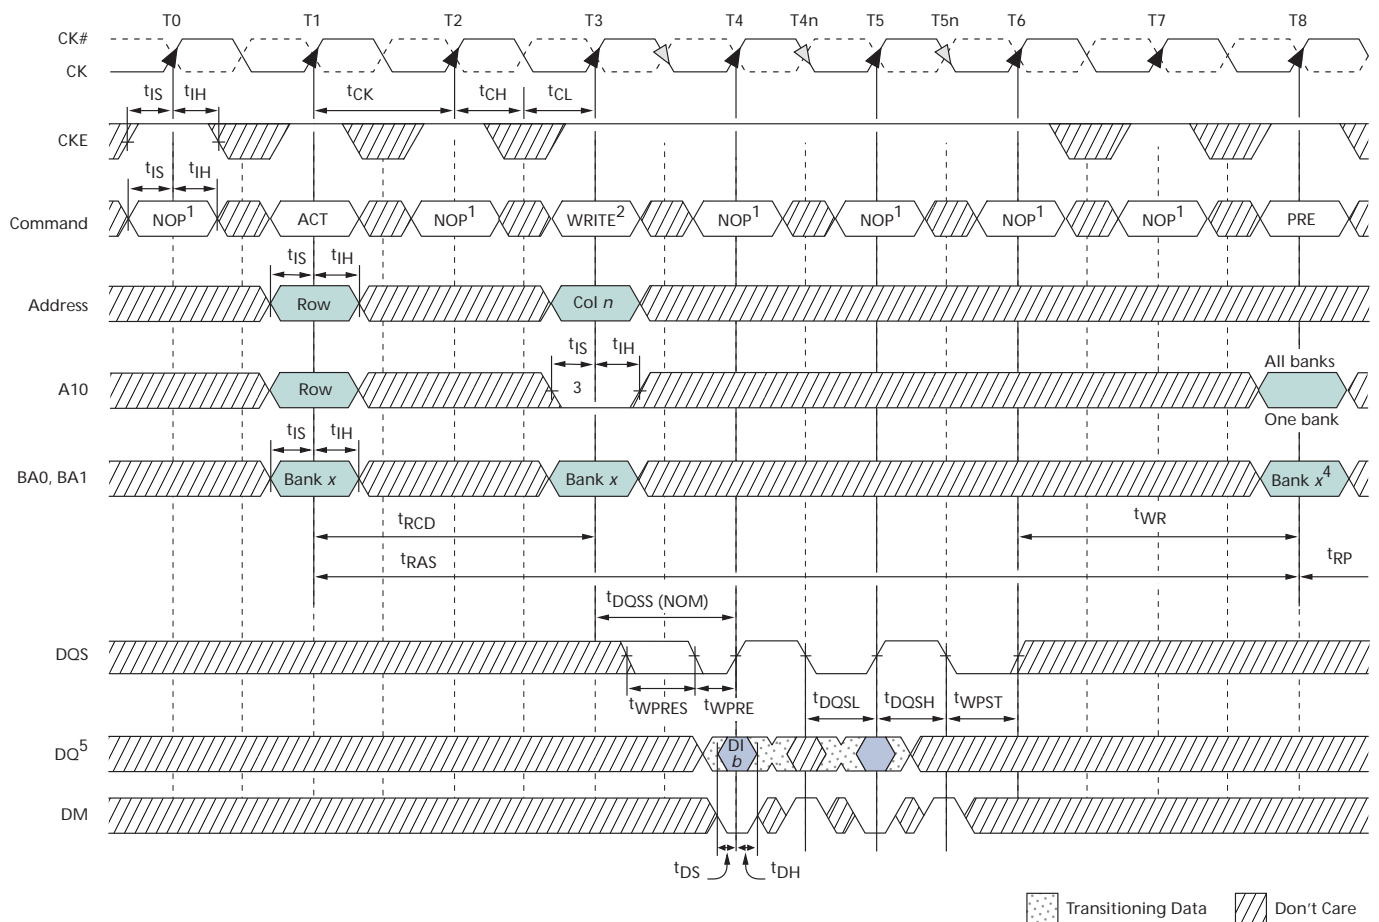 T0 T1 T2 T3 T4 T4n T5 T5n T6 T7 T8
CK#
CK
tIS tIH tCK tCH tCL
CKE
tIS tIH
Command NOP1 ACT NOP1 WRITE2 NOP1 NOP1 NOP1 NOP1 PRE
tIS tIH
Address Row Col n
tIS tIH
All banks
A10 Row 3
One bank
tIS tIH
BA0, BA1 Bank x Bank x Bank x4
tRCD tWR
tRAS tRP
tDQSS (NOM)
DQS
tWPRES tWPRE tDQSL tDQSH tWPST
DQ5 DI
b
DM
tDS tDH
Transitioning Data Don't Care